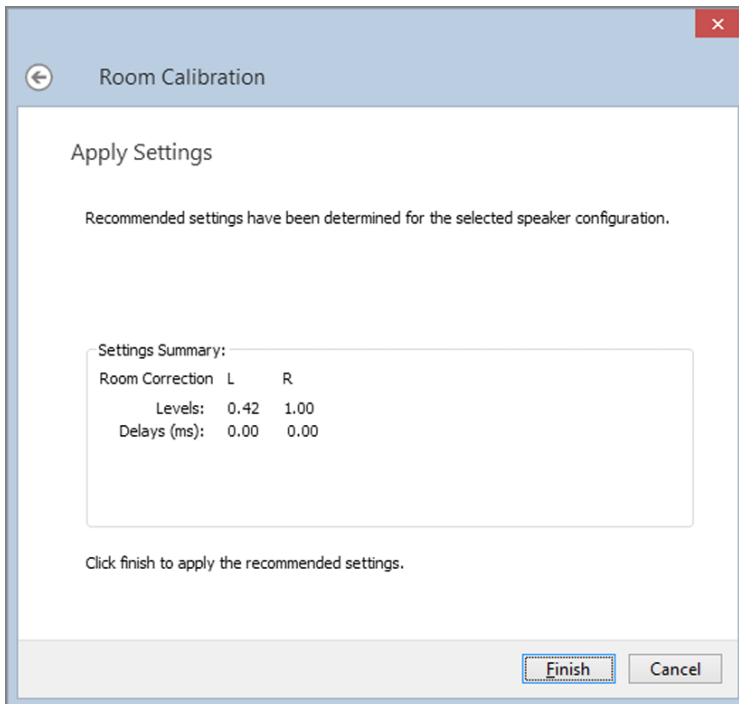 Room Calibration
Apply Settings
Recommended settings have been determined for the selected speaker configuration.
Settings Summary:
Room Correction L R
Levels: 0.42 1.00
Delays (ms): 0.00 0.00
Click finish to apply the recommended settings.
Finish Cancel